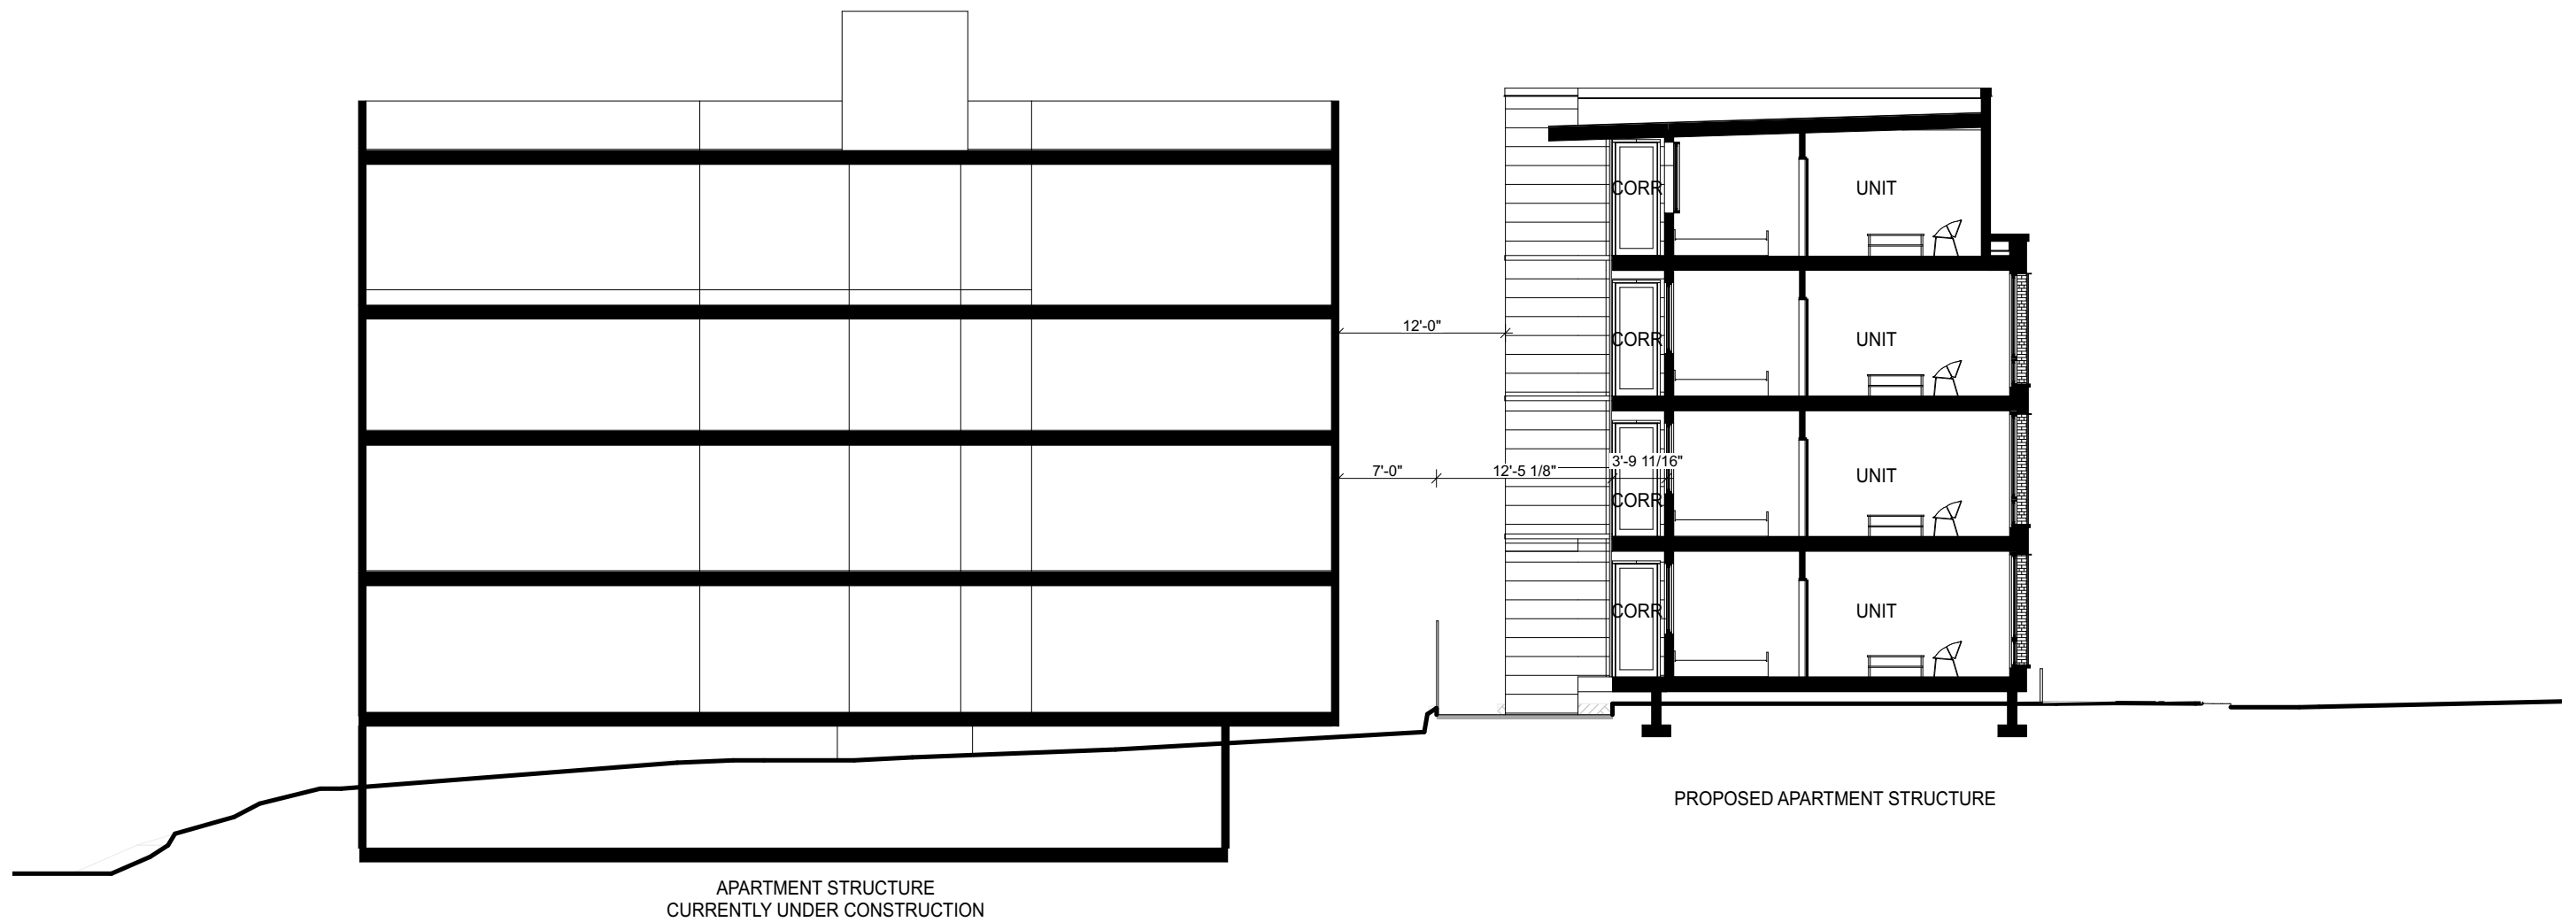 CORR UNIT
12'-0"
CORR UNIT
7'-0" 12'-5 1/8" 3'-9 11/16"
CORR UNIT
CORR UNIT
PROPOSED APARTMENT STRUCTURE
APARTMENT STRUCTURE
CURRENTLY UNDER CONSTRUCTION